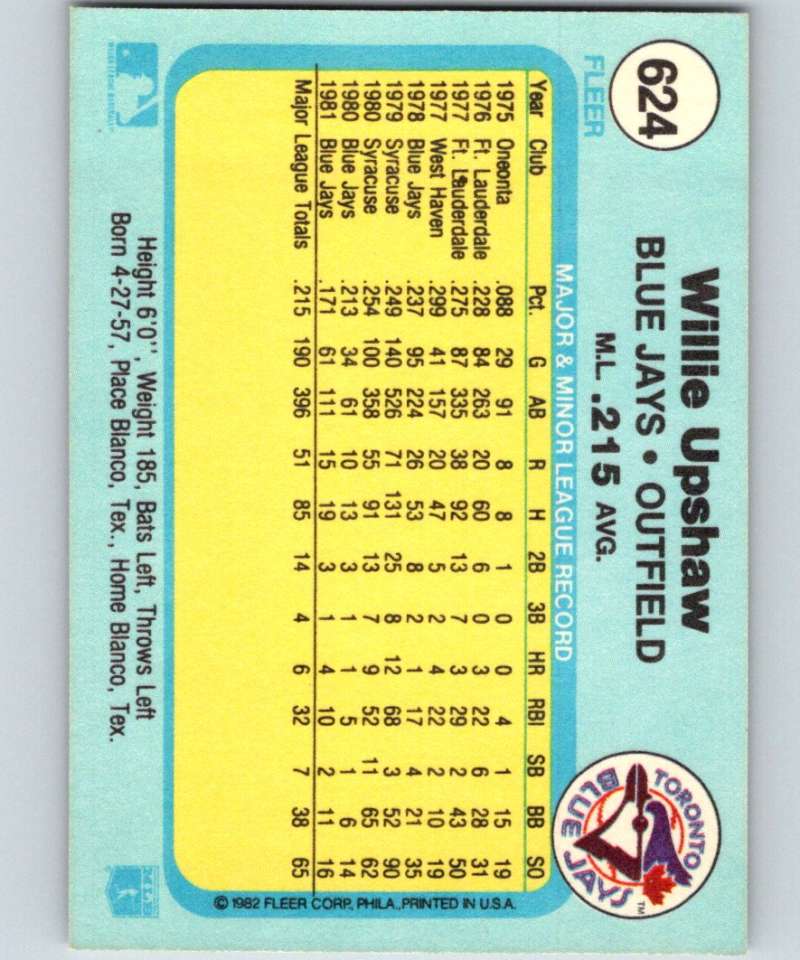 624
FLEER
Willie Upshaw
BLUE JAYS • OUTFIELD
M.L. .215 AVG.
TORONTO
BLUE JAYS
TM
MAJOR & MINOR LEAGUE RECORD
Year Club Pct. G AB R H 2B 3B HR RBI SB BB SO
1975 Oneonta .088 29 91 8 8 1 0 0 4 1 15 19
1976 Ft. Lauderdale .228 84 263 20 60 6 0 3 22 6 28 31
1977 Ft. Lauderdale .275 87 335 38 92 13 7 3 29 2 43 50
1977 West Haven .299 41 157 20 47 5 2 4 22 2 10 19
1978 Blue Jays .237 95 224 26 53 8 2 1 17 4 21 35
1979 Syracuse .249 140 526 71 131 25 8 12 68 3 52 90
1980 Syracuse .254 100 358 55 91 13 7 9 52 11 65 62
1980 Blue Jays .213 34 61 10 13 3 1 1 5 1 6 14
1981 Blue Jays .171 61 111 15 19 3 1 4 10 2 11 16
Major League Totals .215 190 396 51 85 14 4 6 32 7 38 65
© 1982 FLEER CORP., PHILA., PRINTED IN U.S.A.
Height 6'0'', Weight 185, Bats Left, Throws Left
Born 4-27-57, Place Blanco, Tex., Home Blanco, Tex.